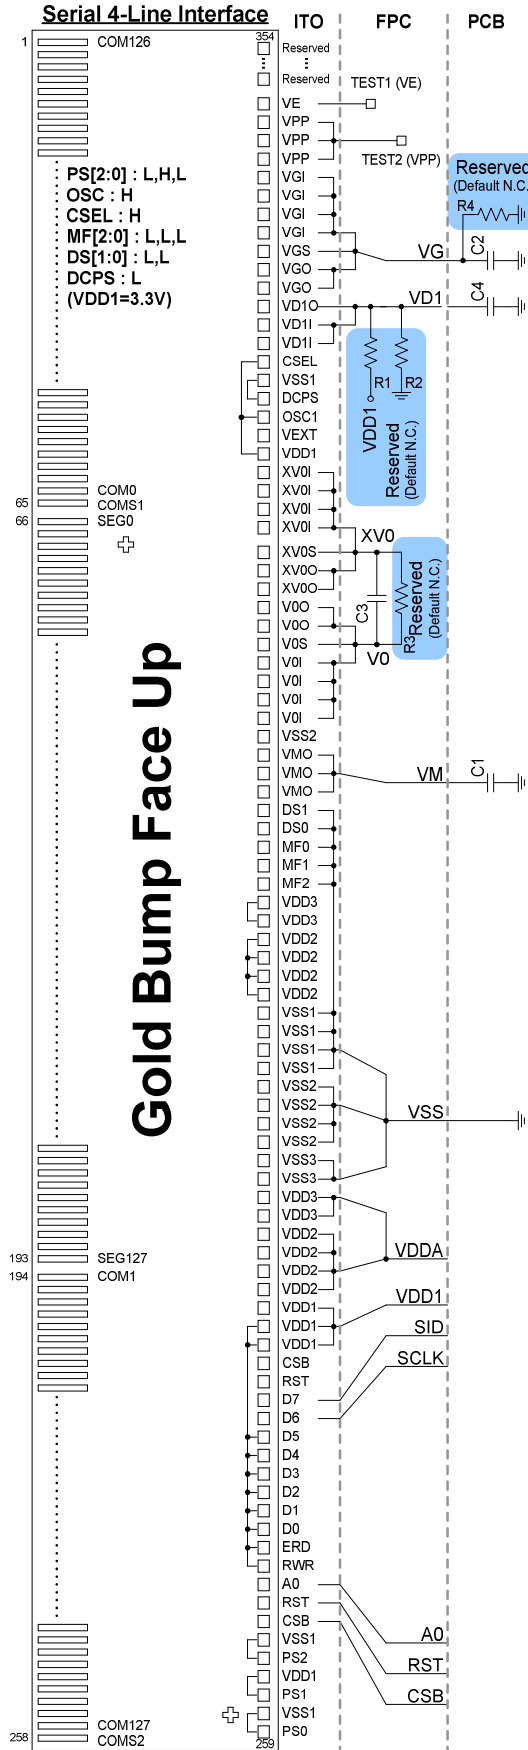 Serial 4-Line Interface
ITO
FPC
PCB
1
COM126
354
Reserved
Reserved
TEST1 (VE)
VE
VPP
VPP
VPP
TEST2 (VPP)
PS[2:0] : L,H,L
OSC : H
CSEL : H
MF[2:0] : L,L,L
DS[1:0] : L,L
DCPS : L
(VDD1=3.3V)
Reserved
(Default N.C.
R4
VGI
VGI
VGI
VGI
VGS
VG
C2
VGO
VGO
VD1O
VD1
C4
VD1I
VD1I
CSEL
VSS1
R1
R2
DCPS
OSC1
VDD1
Reserved
(Default N.C.)
VEXT
VDD1
XV0I
COM0
XV0I
65
COMS1
XV0I
66
SEG0
XV0I
XV0
XV0S
XV0O
XV0O
C3
R3
Reserved
(Default N.C.)
V0O
V0O
V0S
V0
V0I
V0I
V0I
V0I
VSS2
VMO
VMO
VM
C1
VMO
Gold Bump Face Up
DS1
DS0
MF0
MF1
MF2
VDD3
VDD3
VDD2
VDD2
VDD2
VDD2
VSS1
VSS1
VSS1
VSS1
VSS2
VSS2
VSS
VSS2
VSS2
VSS3
VSS3
VDD3
VDD3
VDD2
VDD2
VDDA
193
SEG127
VDD2
194
COM1
VDD2
VDD1
VDD1
VDD1
VDD1
SID
CSB
SCLK
RST
D7
D6
D5
D4
D3
D2
D1
D0
ERD
RWR
A0
RST
CSB
A0
VSS1
PS2
RST
VDD1
PS1
CSB
VSS1
COM127
PS0
258
COMS2
259